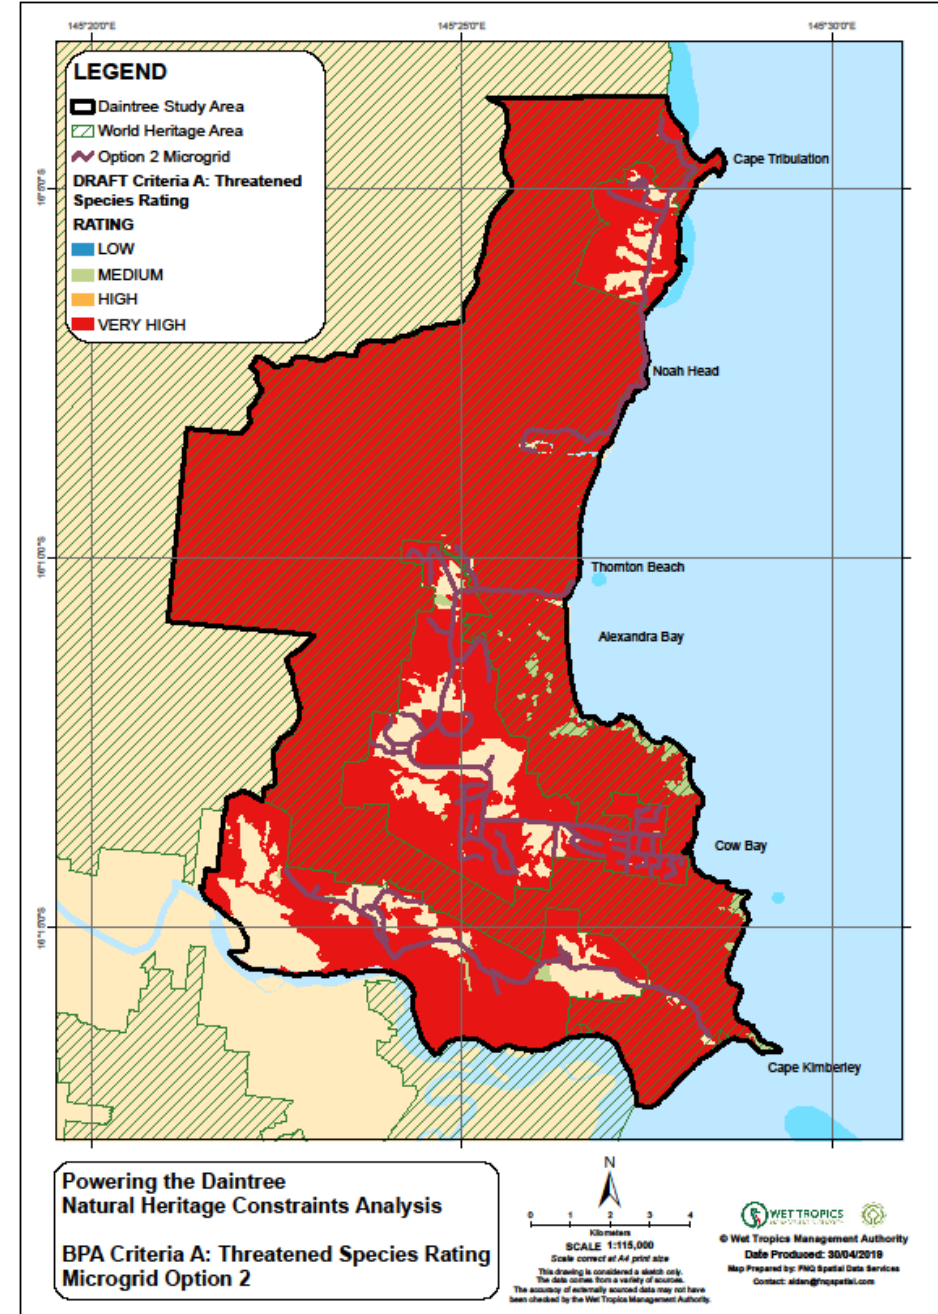 145°20'0"E
145°25'0"E
145°30'0"E
LEGEND
Daintree Study Area
World Heritage Area
Option 2 Microgrid
DRAFT Criteria A: Threatened
Species Rating
RATING
LOW
MEDIUM
HIGH
VERY HIGH
Cape Tribulation
16°5'0"S
Noah Head
16°10'0"S
Thornton Beach
Alexandra Bay
Cow Bay
Cape Kimberley
Powering the Daintree
Natural Heritage Constraints Analysis
BPA Criteria A: Threatened Species Rating
Microgrid Option 2
N
0 1 2 3 4
Kilometers
SCALE 1:115,000
Scale correct at A4 print size
This drawing is considered a sketch only.
The data comes from a variety of sources.
The accuracy of externally sourced data may not have
been checked by the Wet Tropics Management Authority.
WET TROPICS
© Wet Tropics Management Authority
Date Produced: 30/04/2019
Map Prepared by: FNQ Spatial Data Services
Contact: aidan@fnqspatial.com